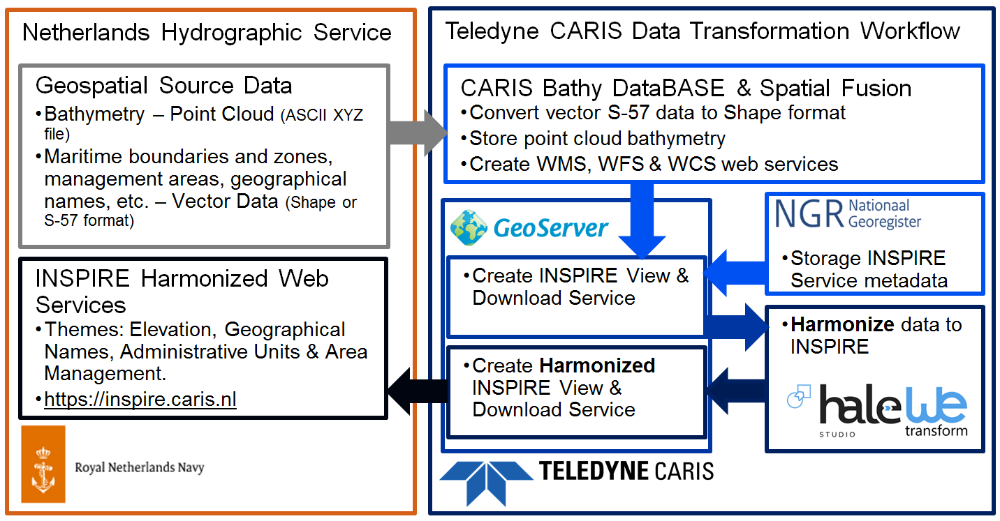 Netherlands Hydrographic Service
Geospatial Source Data
•Bathymetry – Point Cloud (ASCII XYZ
file)
•Maritime boundaries and zones,
management areas, geographical
names, etc. – Vector Data (Shape or
S-57 format)
INSPIRE Harmonized Web
Services
•Themes: Elevation, Geographical
Names, Administrative Units & Area
Management.
•https://inspire.caris.nl
Royal Netherlands Navy
Teledyne CARIS Data Transformation Workflow
CARIS Bathy DataBASE & Spatial Fusion
•Convert vector S-57 data to Shape format
•Store point cloud bathymetry
•Create WMS, WFS & WCS web services
GeoServer
•Create INSPIRE View &
Download Service
•Create Harmonized
INSPIRE View &
Download Service
NGR Nationaal
Georegister
•Storage INSPIRE
Service metadata
•Harmonize data to
INSPIRE
hale
STUDIO
we
transform
TELEDYNE CARIS